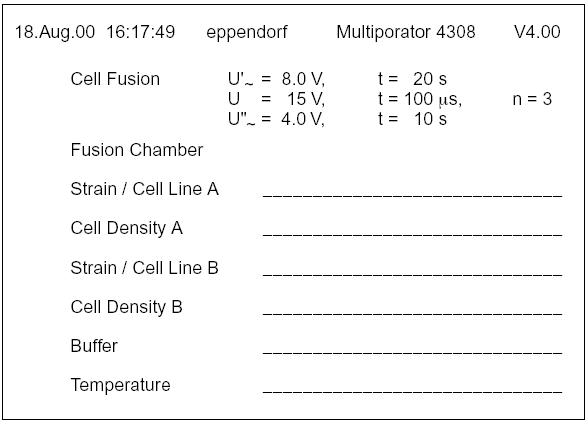 18.Aug.00 16:17:49 eppendorf Multiporator 4308 V4.00
Cell Fusion U'~ = 8.0 V, t = 20 s
U = 15 V, t = 100 μs, n = 3
U"~ = 4.0 V, t = 10 s
Fusion Chamber
Strain / Cell Line A ______________________________
Cell Density A ______________________________
Strain / Cell Line B ______________________________
Cell Density B ______________________________
Buffer ______________________________
Temperature ______________________________